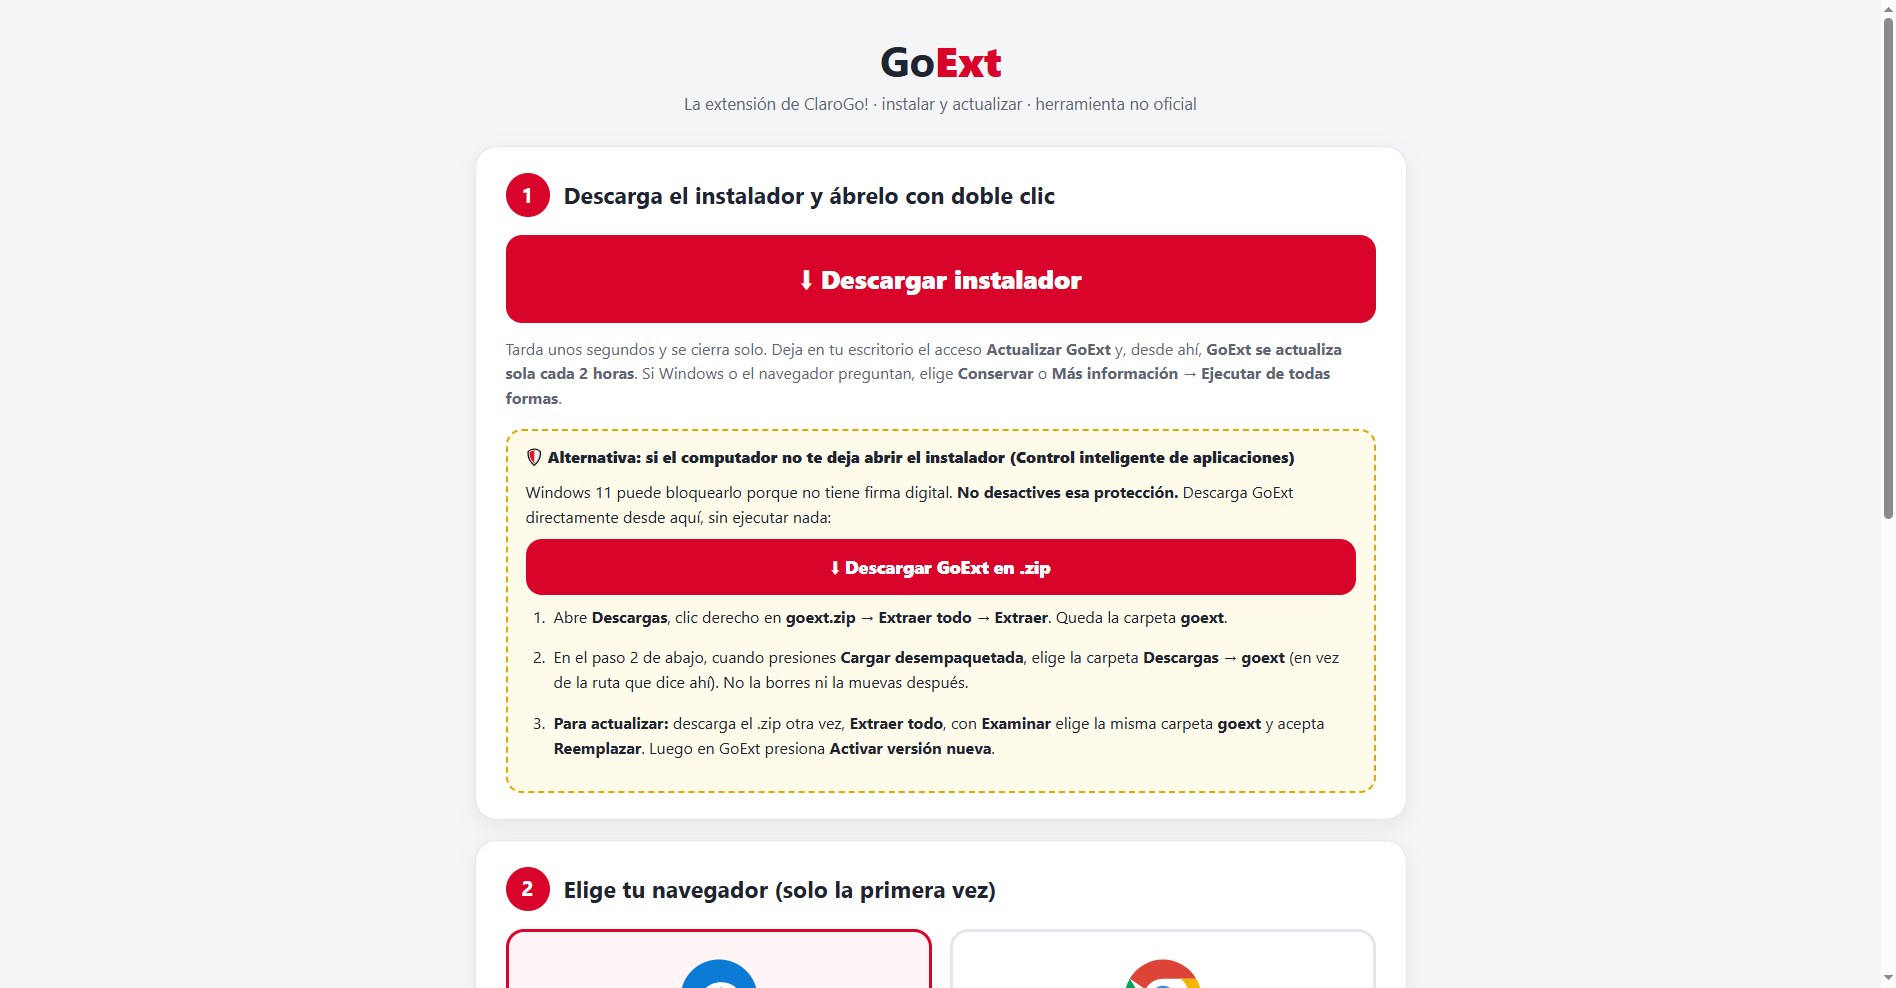 GoExt
La extensión de ClaroGo! · instalar y actualizar · herramienta no oficial
1 Descarga el instalador y ábrelo con doble clic
⬇ Descargar instalador
Tarda unos segundos y se cierra solo. Deja en tu escritorio el acceso Actualizar GoExt y, desde ahí, GoExt se actualiza
sola cada 2 horas. Si Windows o el navegador preguntan, elige Conservar o Más información → Ejecutar de todas
formas.
Alternativa: si el computador no te deja abrir el instalador (Control inteligente de aplicaciones)
Windows 11 puede bloquearlo porque no tiene firma digital. No desactives esa protección. Descarga GoExt
directamente desde aquí, sin ejecutar nada:
⬇ Descargar GoExt en .zip
1. Abre Descargas, clic derecho en goext.zip → Extraer todo → Extraer. Queda la carpeta goext.
2. En el paso 2 de abajo, cuando presiones Cargar desempaquetada, elige la carpeta Descargas → goext (en vez
de la ruta que dice ahí). No la borres ni la muevas después.
3. Para actualizar: descarga el .zip otra vez, Extraer todo, con Examinar elige la misma carpeta goext y acepta
Reemplazar. Luego en GoExt presiona Activar versión nueva.
2 Elige tu navegador (solo la primera vez)